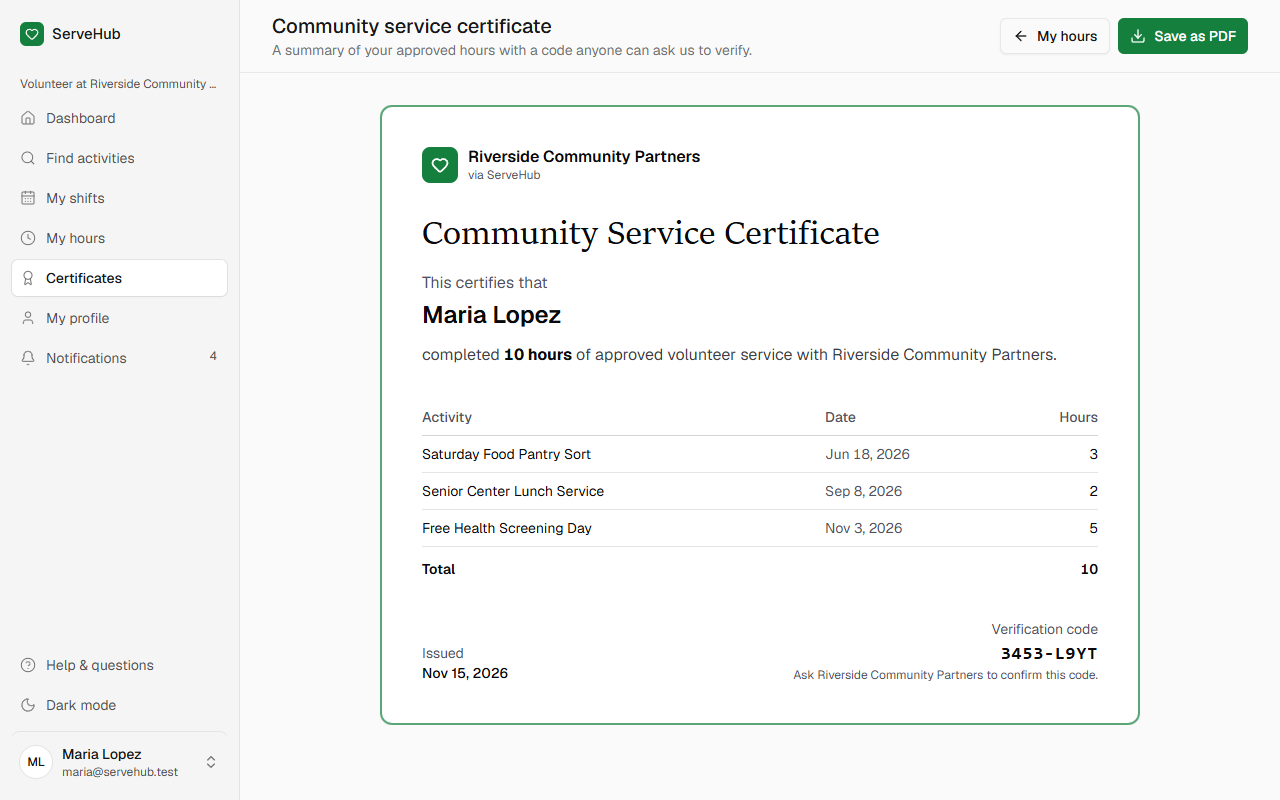 ServeHub
Volunteer at Riverside Community ...
Dashboard
Find activities
My shifts
My hours
Certificates
My profile
Notifications 4
Help & questions
Dark mode
ML
Maria Lopez
maria@servehub.test
Community service certificate
A summary of your approved hours with a code anyone can ask us to verify.
My hours
Save as PDF
Riverside Community Partners
via ServeHub
Community Service Certificate
This certifies that
Maria Lopez
completed 10 hours of approved volunteer service with Riverside Community Partners.
Activity Date Hours
Saturday Food Pantry Sort Jun 18, 2026 3
Senior Center Lunch Service Sep 8, 2026 2
Free Health Screening Day Nov 3, 2026 5
Total 10
Issued
Nov 15, 2026
Verification code
3453-L9YT
Ask Riverside Community Partners to confirm this code.